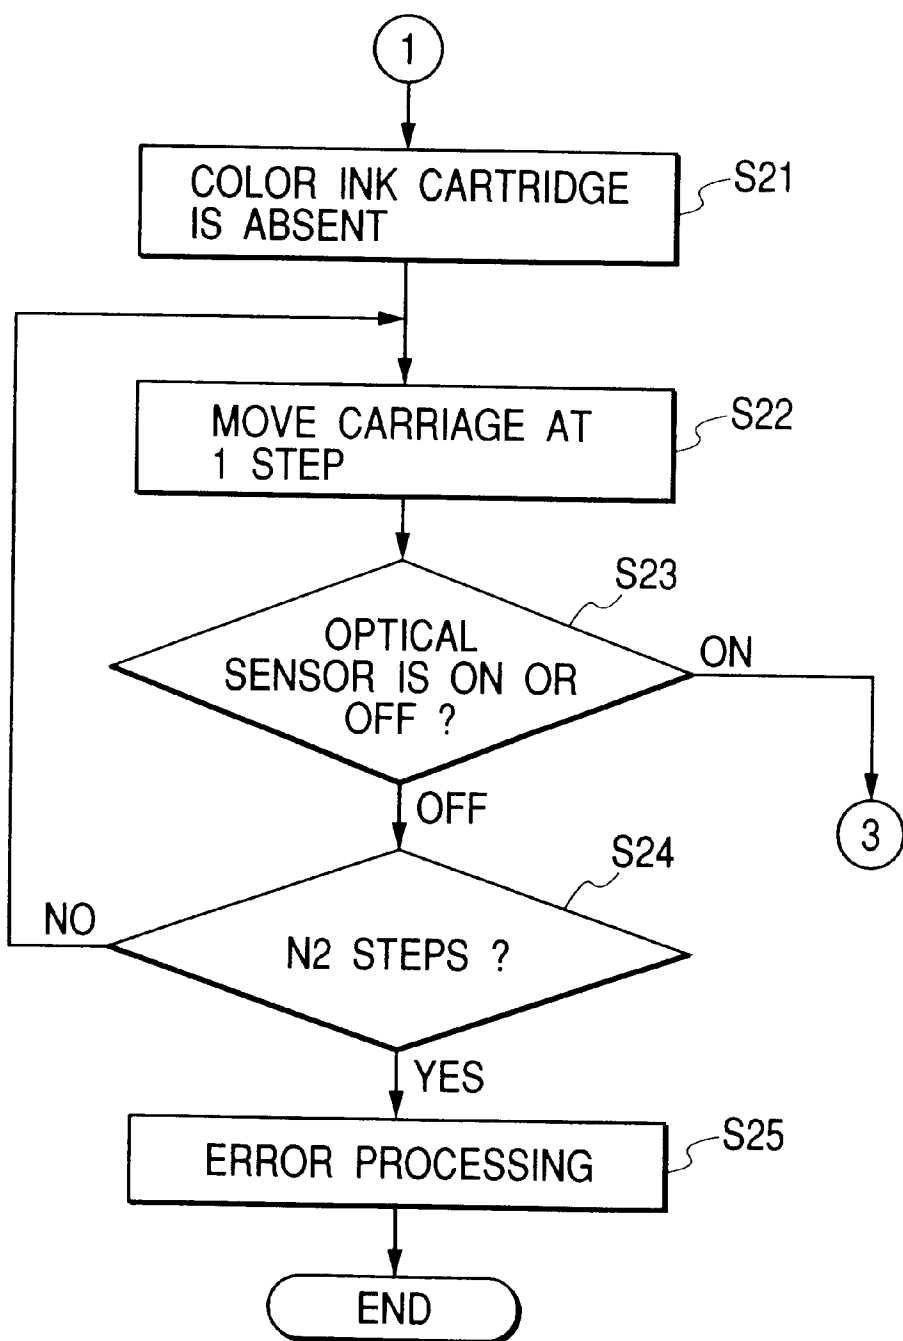 1
COLOR INK CARTRIDGE
IS ABSENT
S21
MOVE CARRIAGE AT
1 STEP
S22
S23
OPTICAL
SENSOR IS ON OR
OFF ?
ON
OFF
3
S24
NO
N2 STEPS ?
YES
S25
ERROR PROCESSING
END